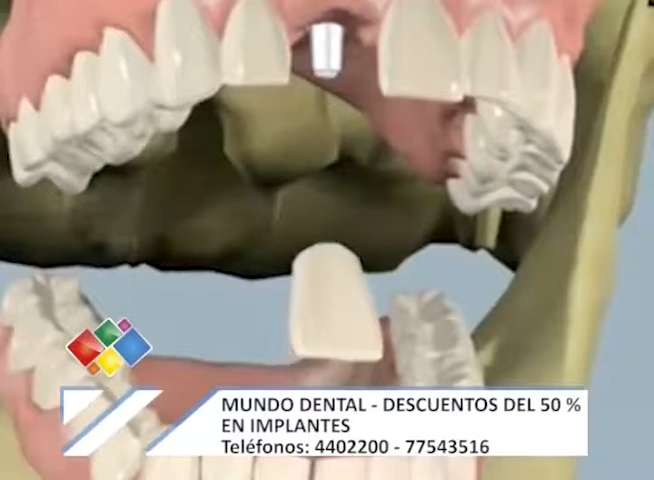 MUNDO DENTAL - DESCUENTOS DEL 50 %
EN IMPLANTES
Teléfonos: 4402200 - 77543516